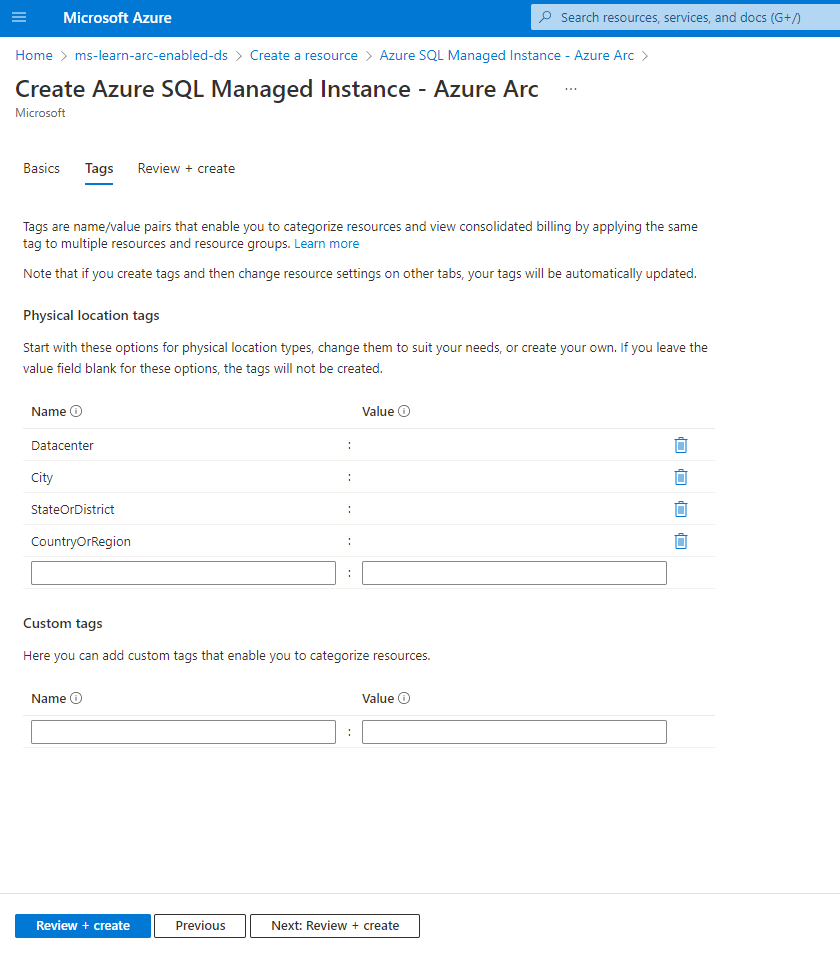 Microsoft Azure
Search resources, services, and docs (G+/)
Home > ms-learn-arc-enabled-ds > Create a resource > Azure SQL Managed Instance - Azure Arc >
Create Azure SQL Managed Instance - Azure Arc ...
Microsoft
Basics Tags Review + create
Tags are name/value pairs that enable you to categorize resources and view consolidated billing by applying the same
tag to multiple resources and resource groups. Learn more
Note that if you create tags and then change resource settings on other tabs, your tags will be automatically updated.
Physical location tags
Start with these options for physical location types, change them to suit your needs, or create your own. If you leave the
value field blank for these options, the tags will not be created.
Name Value
Datacenter :
City :
StateOrDistrict :
CountryOrRegion :
:
Custom tags
Here you can add custom tags that enable you to categorize resources.
Name Value
:
Review + create Previous Next: Review + create